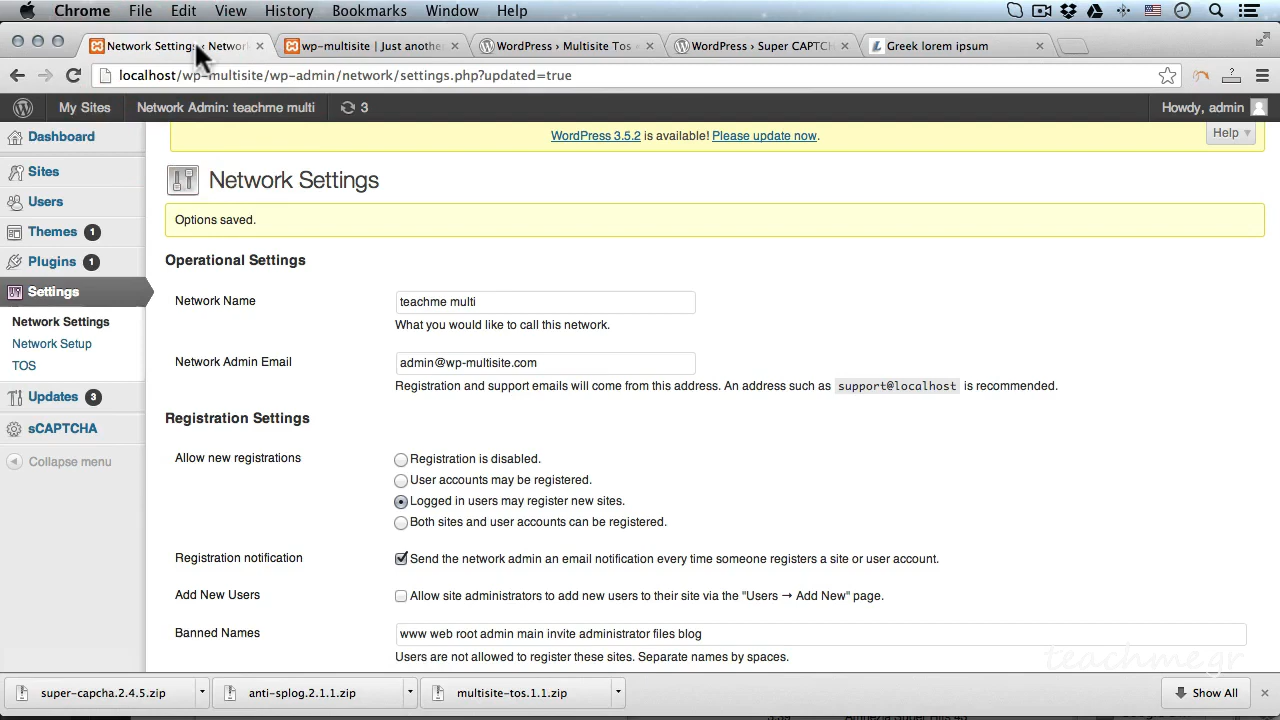 Chrome File Edit View History Bookmarks Window Help
Network Settings ‹ Network
wp-multisite | Just anothe
WordPress › Multisite Tos «
WordPress › Super CAPTCH
Greek lorem ipsum
localhost/wp-multisite/wp-admin/network/settings.php?updated=true
My Sites Network Admin: teachme multi 3 Howdy, admin
WordPress 3.5.2 is available! Please update now.
Help
Dashboard
Sites
Users
Themes 1
Plugins 1
Settings
Network Settings
Network Setup
TOS
Updates 3
sCAPTCHA
Collapse menu
Network Settings
Options saved.
Operational Settings
Network Name teachme multi
What you would like to call this network.
Network Admin Email admin@wp-multisite.com
Registration and support emails will come from this address. An address such as support@localhost is recommended.
Registration Settings
Allow new registrations Registration is disabled.
User accounts may be registered.
Logged in users may register new sites.
Both sites and user accounts can be registered.
Registration notification Send the network admin an email notification every time someone registers a site or user account.
Add New Users Allow site administrators to add new users to their site via the "Users → Add New" page.
Banned Names www web root admin main invite administrator files blog
Users are not allowed to register these sites. Separate names by spaces.
teachme.gr
super-capcha.2.4.5.zip anti-splog.2.1.1.zip multisite-tos.1.1.zip Show All